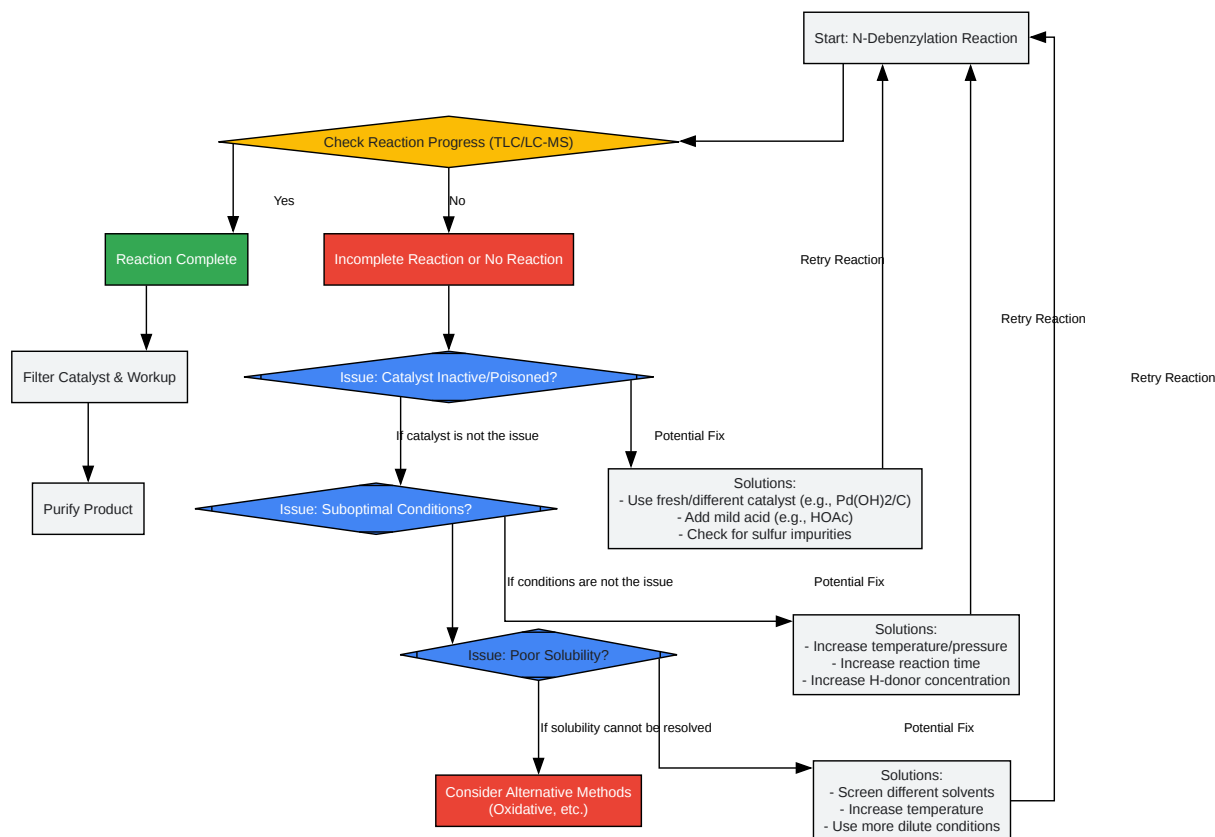 Start: N-Debenzylation Reaction
Check Reaction Progress (TLC/LC-MS)
Yes
No
Reaction Complete
Incomplete Reaction or No Reaction
Retry Reaction
Retry Reaction
Retry Reaction
Filter Catalyst & Workup
Issue: Catalyst Inactive/Poisoned?
If catalyst is not the issue
Potential Fix
Purify Product
Issue: Suboptimal Conditions?
Solutions:
- Use fresh/different catalyst (e.g., Pd(OH)2/C)
- Add mild acid (e.g., HOAc)
- Check for sulfur impurities
If conditions are not the issue
Potential Fix
Issue: Poor Solubility?
Solutions:
- Increase temperature/pressure
- Increase reaction time
- Increase H-donor concentration
If solubility cannot be resolved
Potential Fix
Consider Alternative Methods
(Oxidative, etc.)
Solutions:
- Screen different solvents
- Increase temperature
- Use more dilute conditions